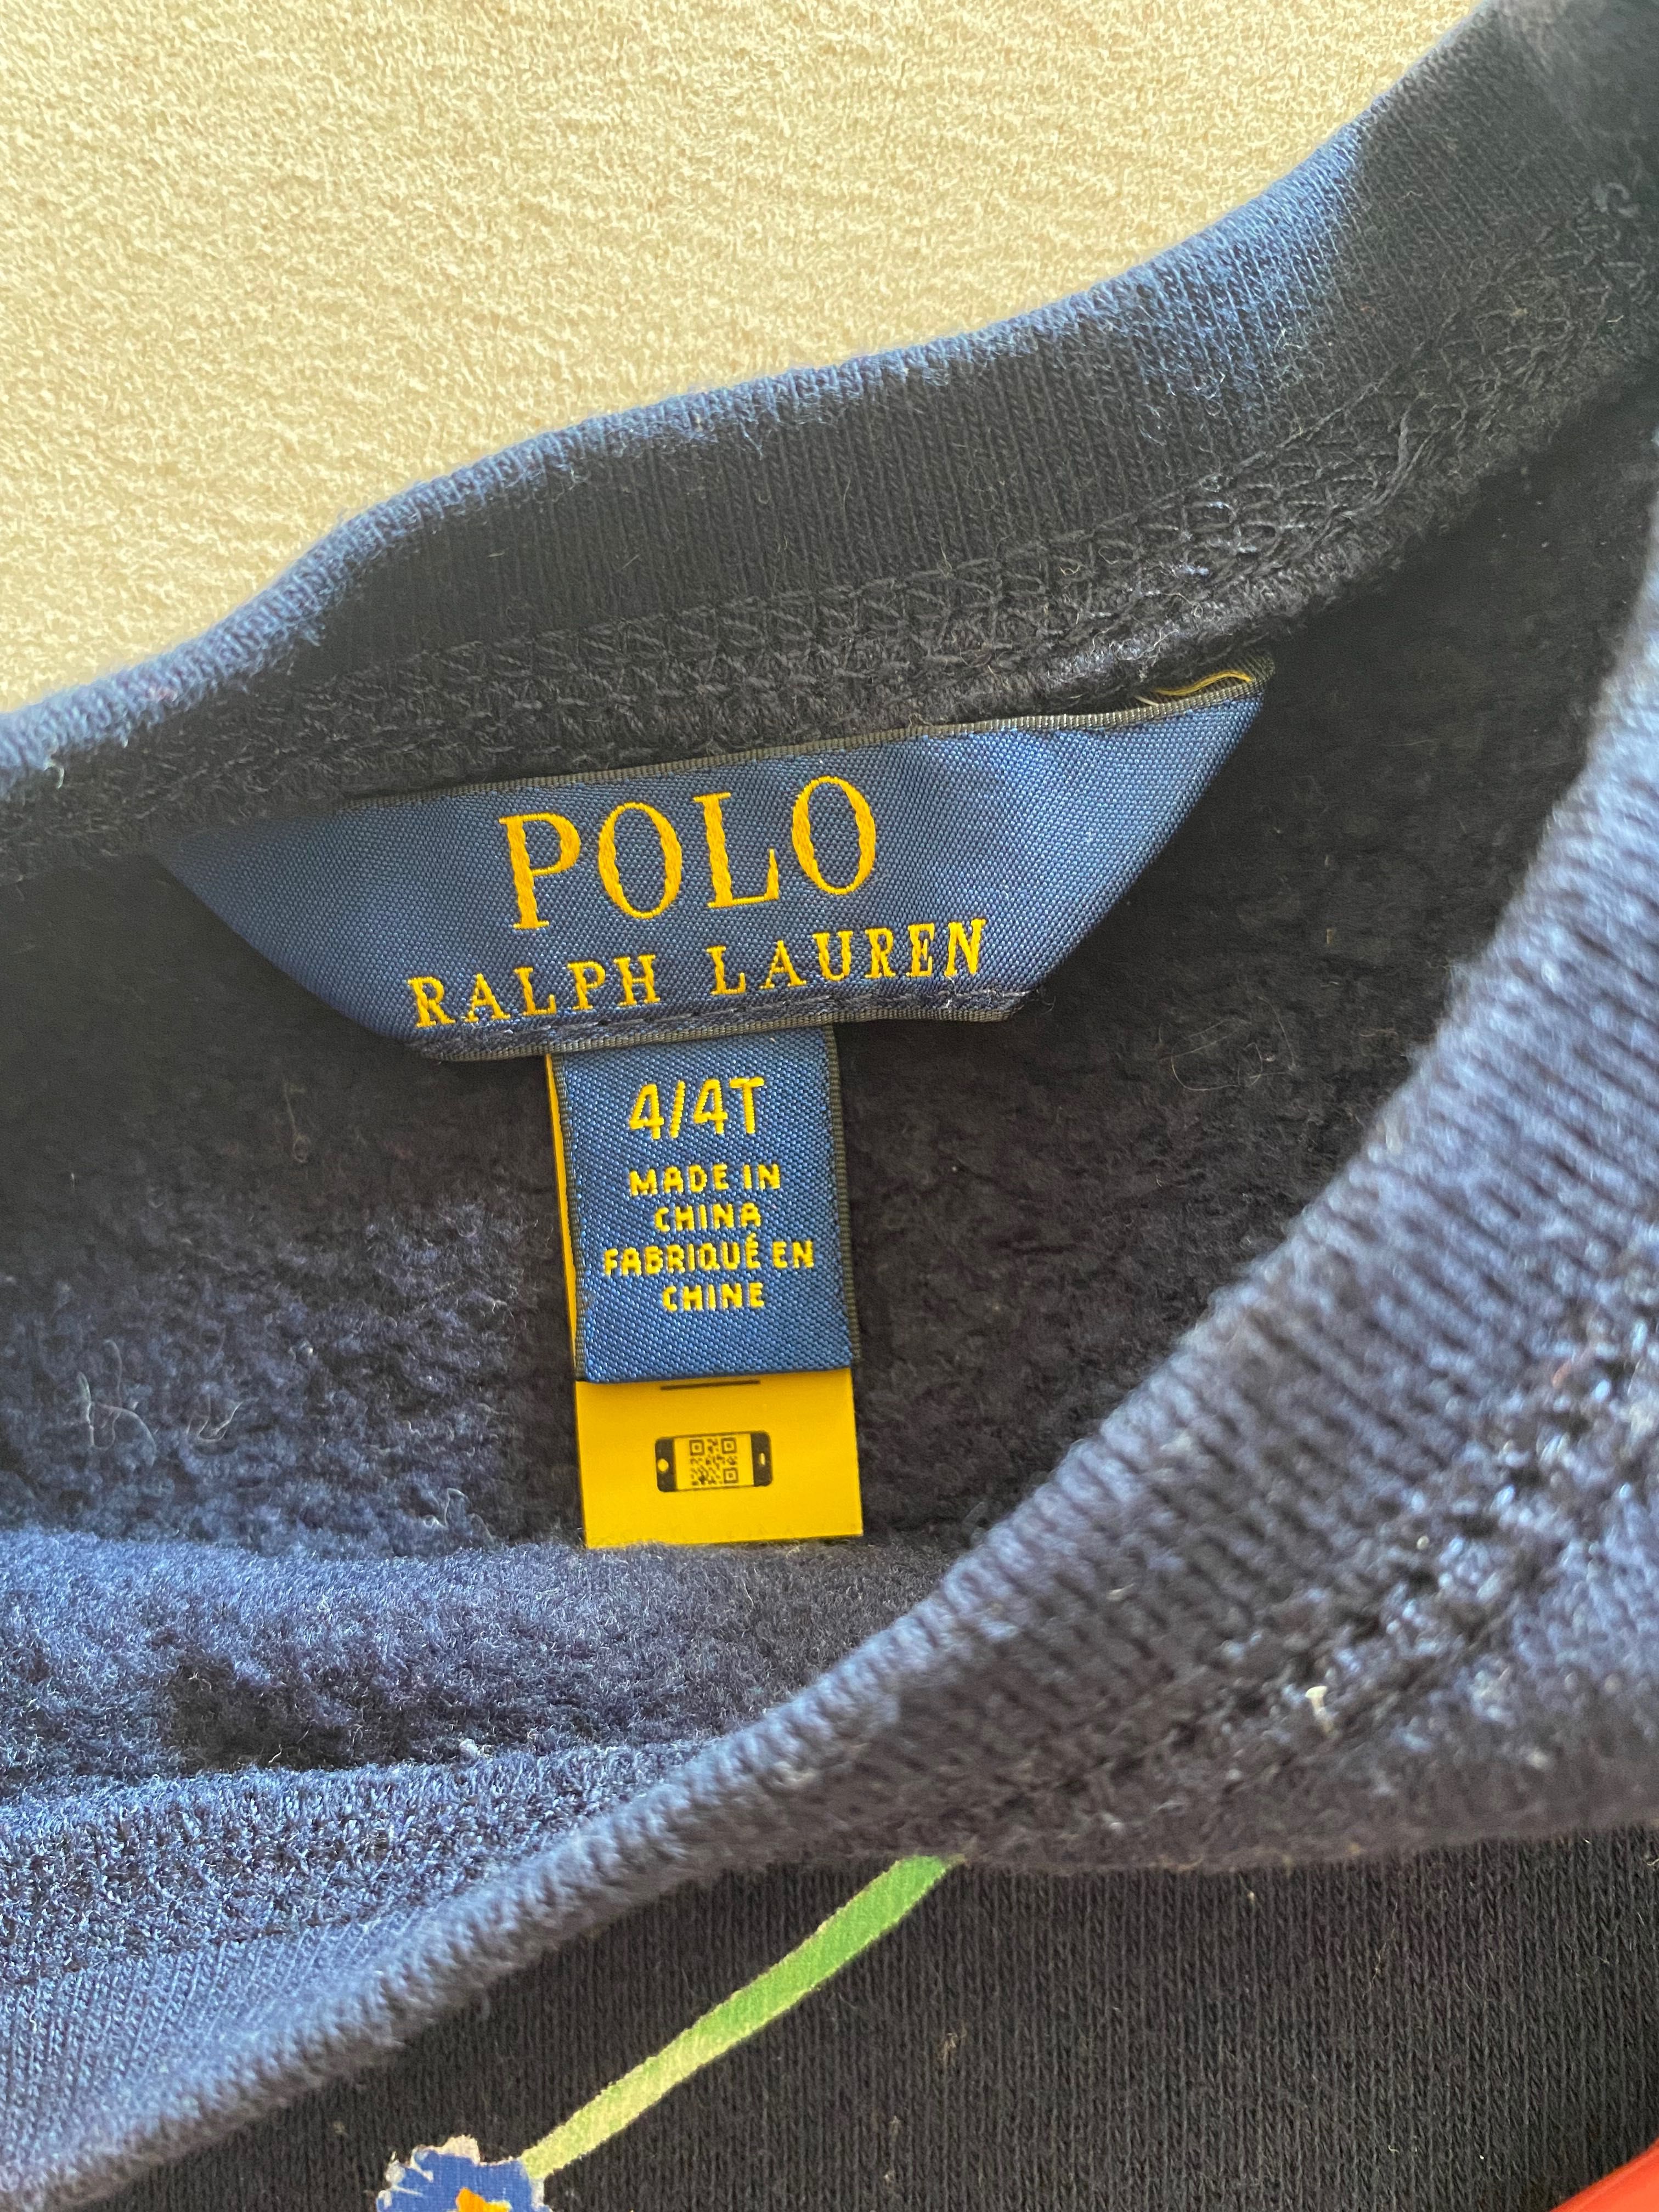 POLO
RALPH LAUREN
4/4T
MADE IN
CHINA
FABRIQUÉ EN
CHINE